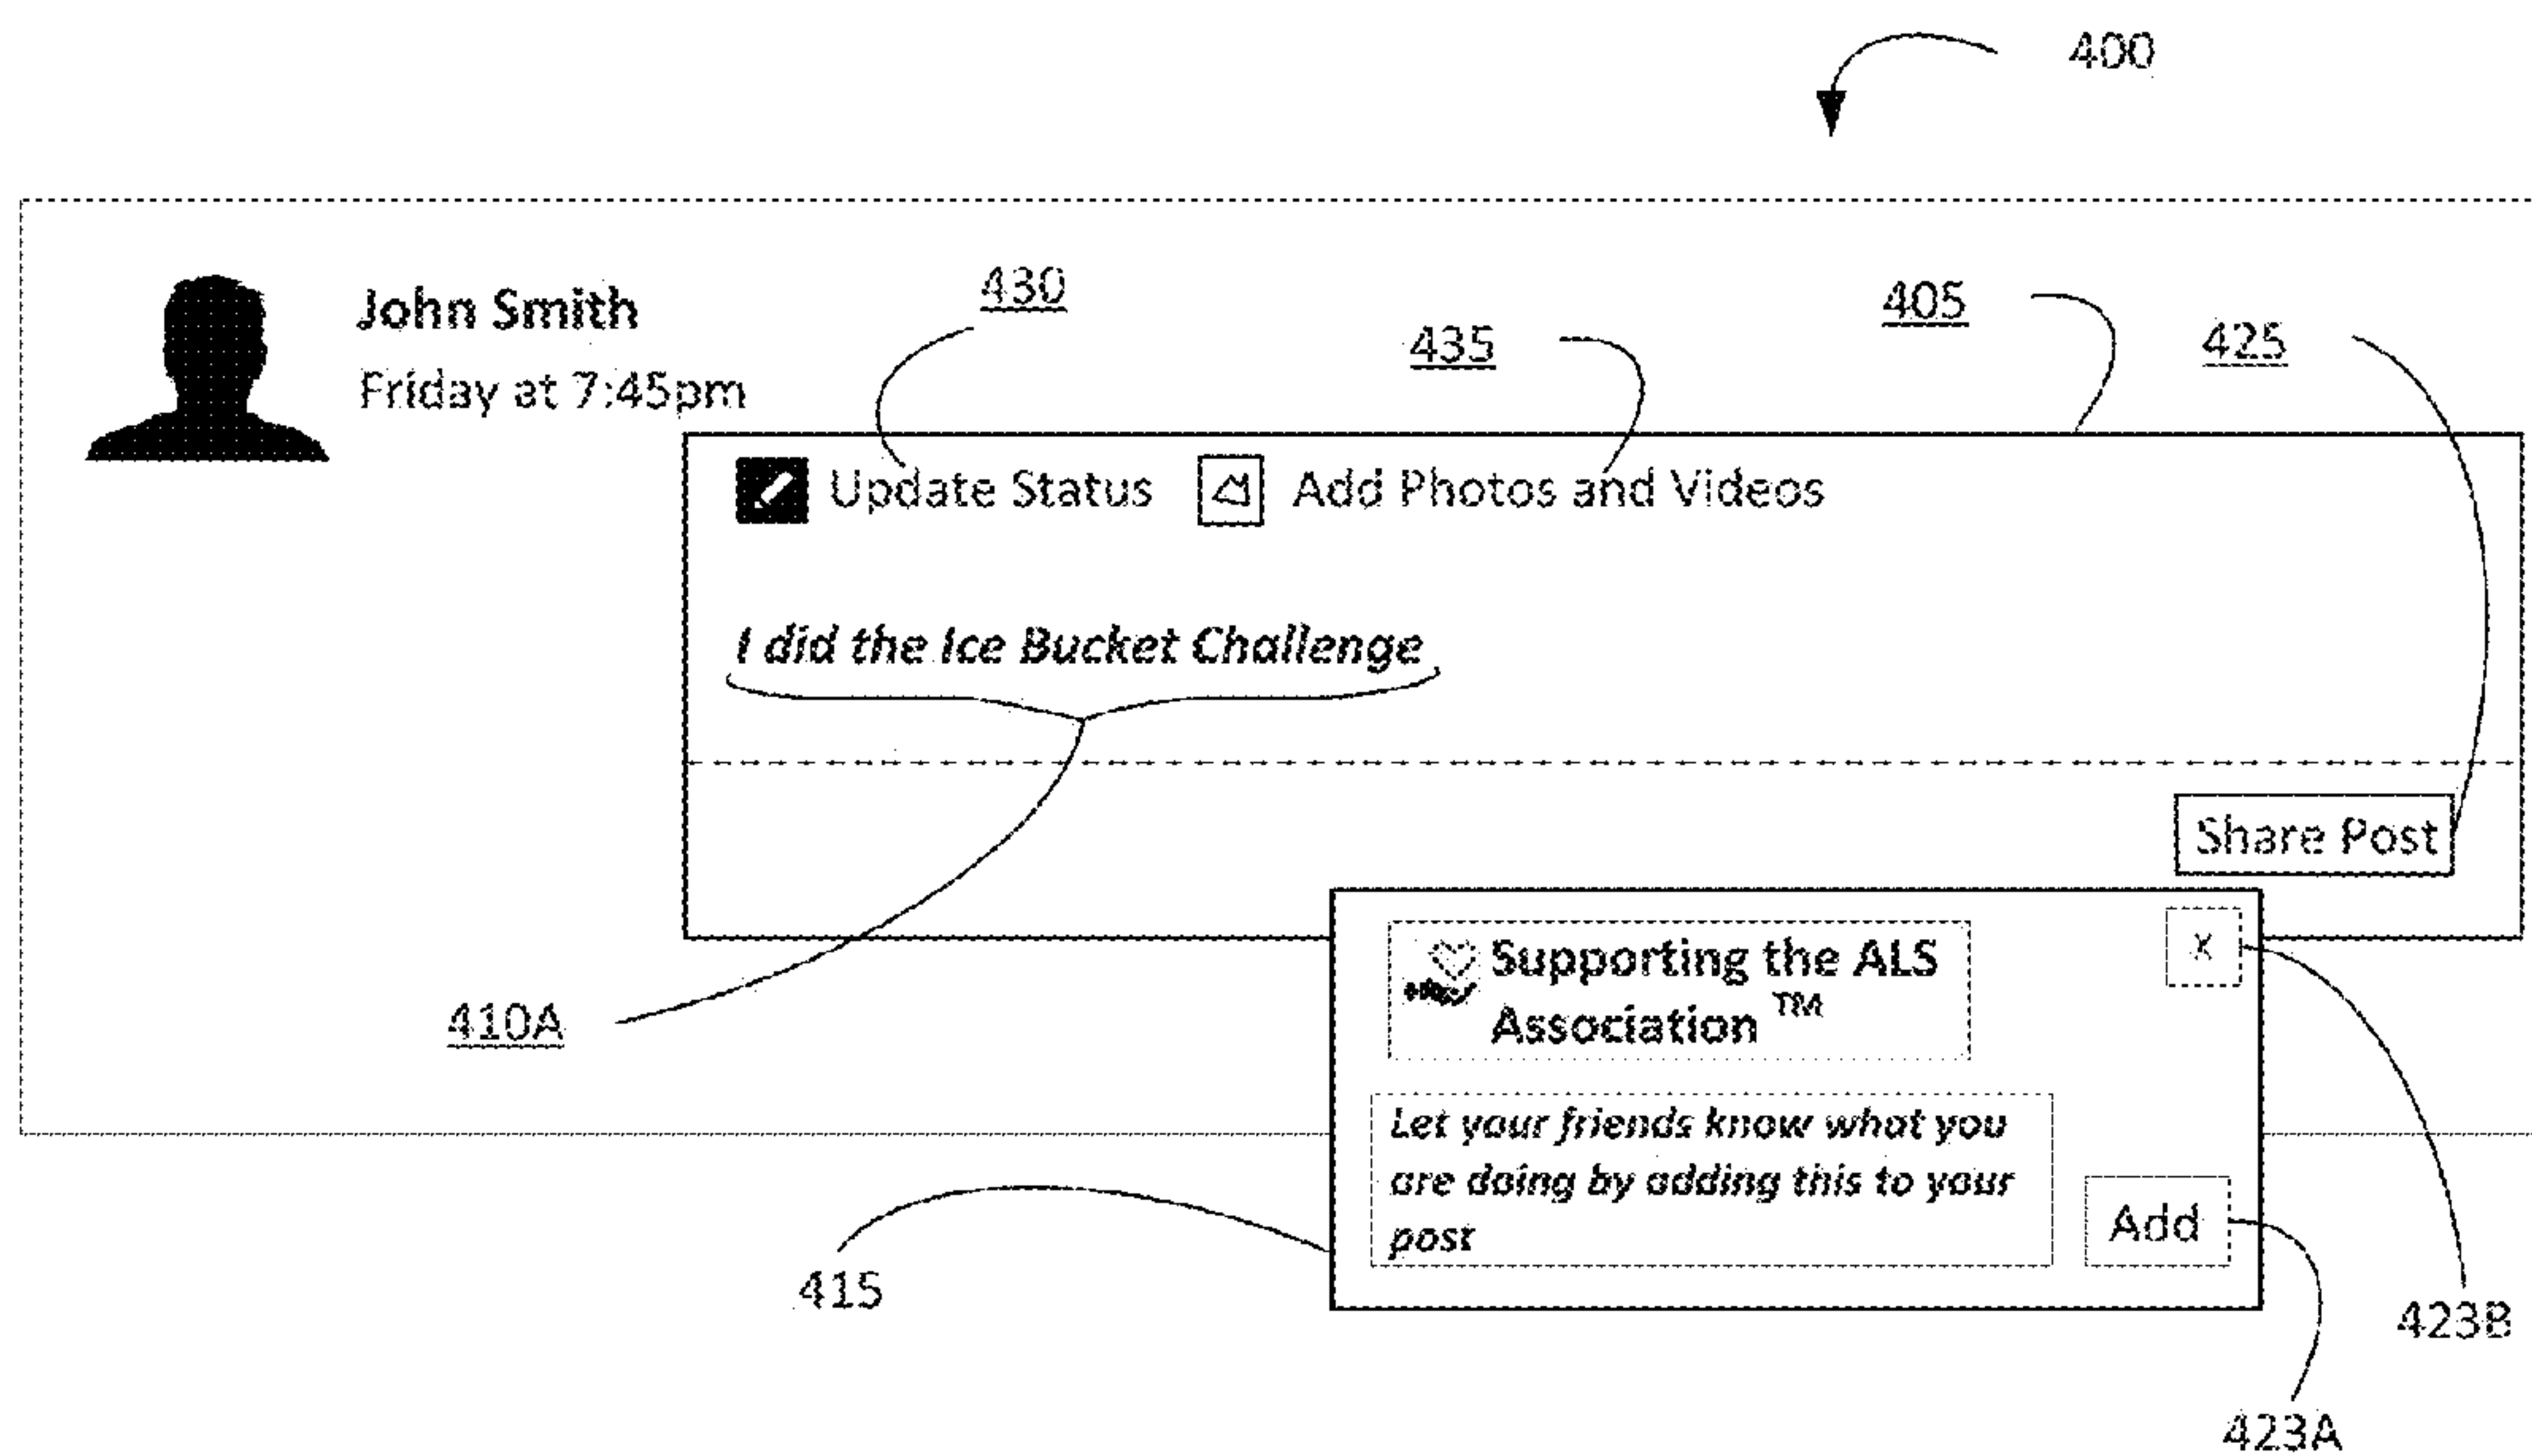 400
John Smith
Friday at 7:45pm
430
435
405
425
Update Status Add Photos and Videos
I did the Ice Bucket Challenge
Share Post
X
Supporting the ALS
Association TM
410A
Let your friends know what you
are doing by adding this to your
post
Add
415
423B
423A